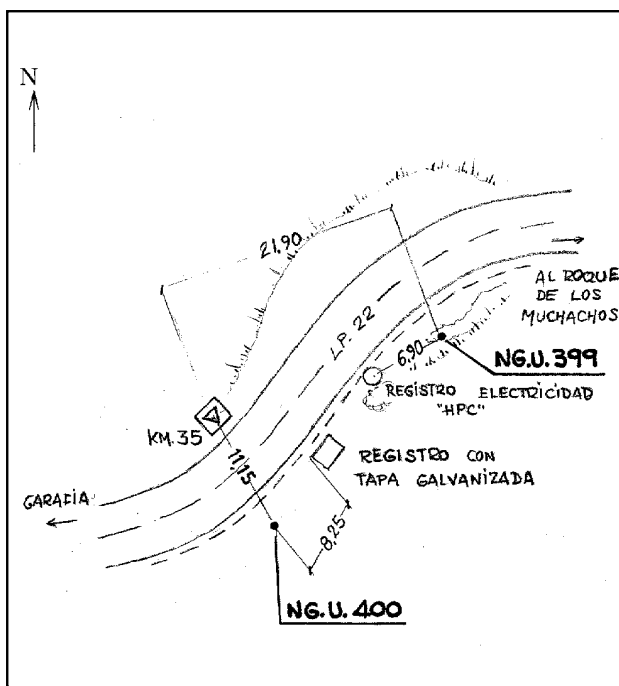 N
21,90
AL ROQUE
DE LOS
MUCHACHOS
LP. 22
6,90
NG.U. 399
REGISTRO ELECTRICIDAD
"HPC"
KM. 35
11,15
REGISTRO CON
TAPA GALVANIZADA
GARAFIA
8,25
NG.U. 400